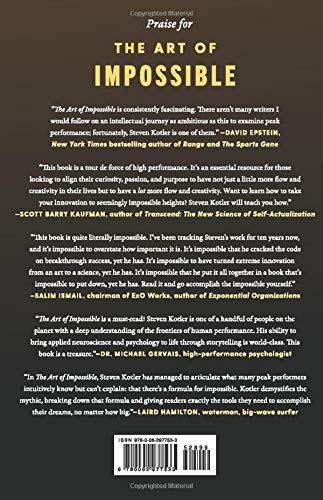 Praise for
THE ART OF
IMPOSSIBLE
"The Art of Impossible is consistently fascinating. There aren't many writers I
would follow on an intellectual journey as ambitious as this to examine peak
performance; fortunately, Steven Kotler is one of them." —DAVID EPSTEIN,
New York Times bestselling author of Range and The Sports Gene
"This book is a tour de force of high performance. It's an essential resource for those
looking to align their curiosity, passion, and purpose to have not just a little more flow
and creativity in their lives but to have a lot more flow and creativity. Want to learn how to
take your innovation to seemingly impossible heights? Steven Kotler will teach you how."
—SCOTT BARRY KAUFMAN, author of Transcend: The New Science of Self-Actualization
"This book is quite literally impossible. I've been tracking Steven's work for ten years now,
and it's impossible to overstate how important it is. It's impossible that he cracked the codes
on breakthrough success, yet he has. It's impossible to have turned extreme innovation
from an art to a science, yet he has. It's impossible that he put it all together in a book that's
impossible to put down, yet he has. Read it and go accomplish the impossible yourself."
—SALIM ISMAIL, chairman of ExO Works, author of Exponential Organizations
"The Art of Impossible is a must-read! Steven Kotler is one of a handful of people on the
planet with a deep understanding of the frontiers of human performance. His ability to
bring applied neuroscience and psychology to life through storytelling is world-class. This
book is a treasure."—DR. MICHAEL GERVAIS, high-performance psychologist
"In The Art of Impossible, Steven Kotler has managed to articulate what many peak performers
intuitively know but can't explain: that there's a formula for impossible. Kotler demystifies the
mythic, breaking down that formula and giving readers exactly the tools they need to accomplish
their dreams, no matter how big."—LAIRD HAMILTON, waterman, big-wave surfer
ISBN 978-0-06-297753-3
52899
9 780062 977533